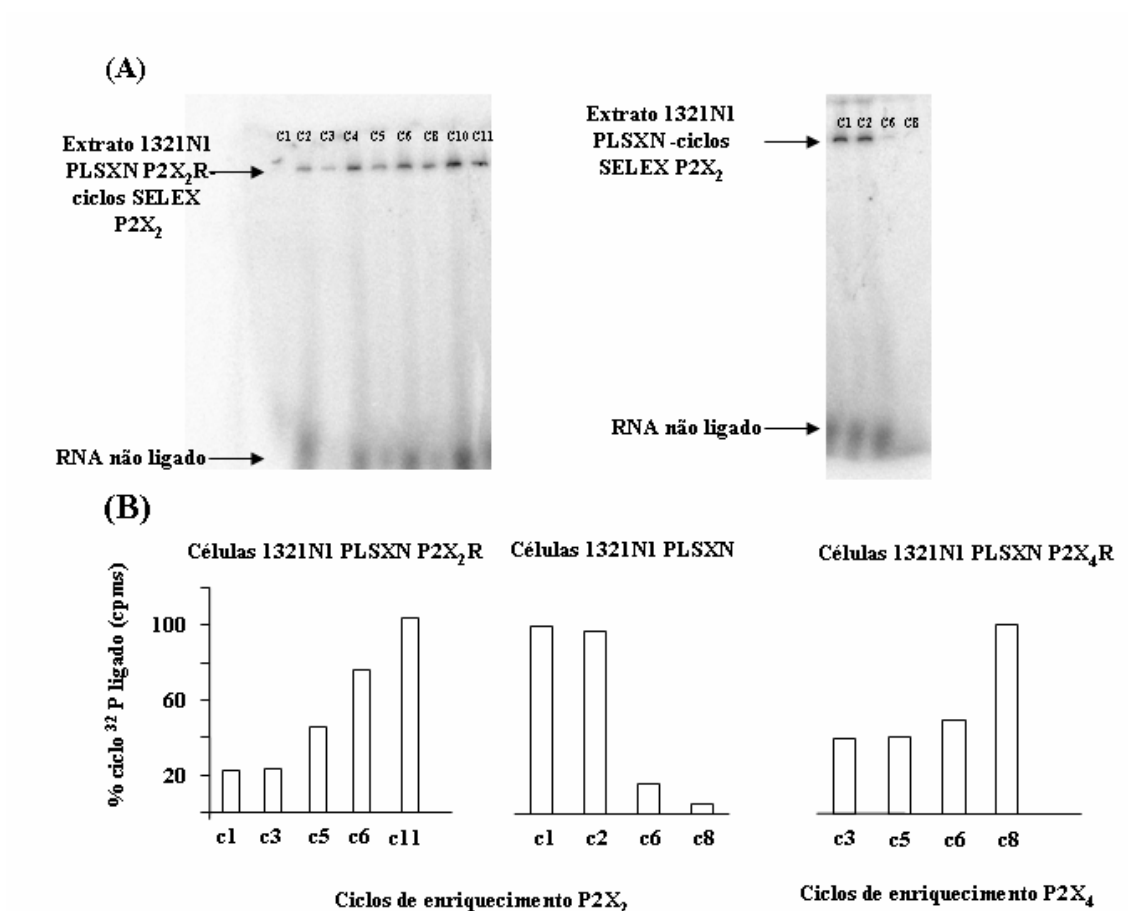 (A)
Extrato 1321N1
PLSXN P2X₂R-
ciclos SELEX
P2X₂
C1 C2 C3 C4 C5 C6 C8 C10 C11
RNA não ligado
Extrato 1321N1
PLSXN -ciclos
SELEX P2X₂
C1 C2 C6 C8
RNA não ligado
(B)
Células 1321N1 PLSXN P2X₂R
% ciclo ³² P ligado (cpms)
100
60
20
c1 c3 c5 c6 c11
Células 1321N1 PLSXN
c1 c2 c6 c8
Ciclos de enriquecimento P2X₂
Células 1321N1 PLSXN P2X₄R
c3 c5 c6 c8
Ciclos de enriquecimento P2X₄